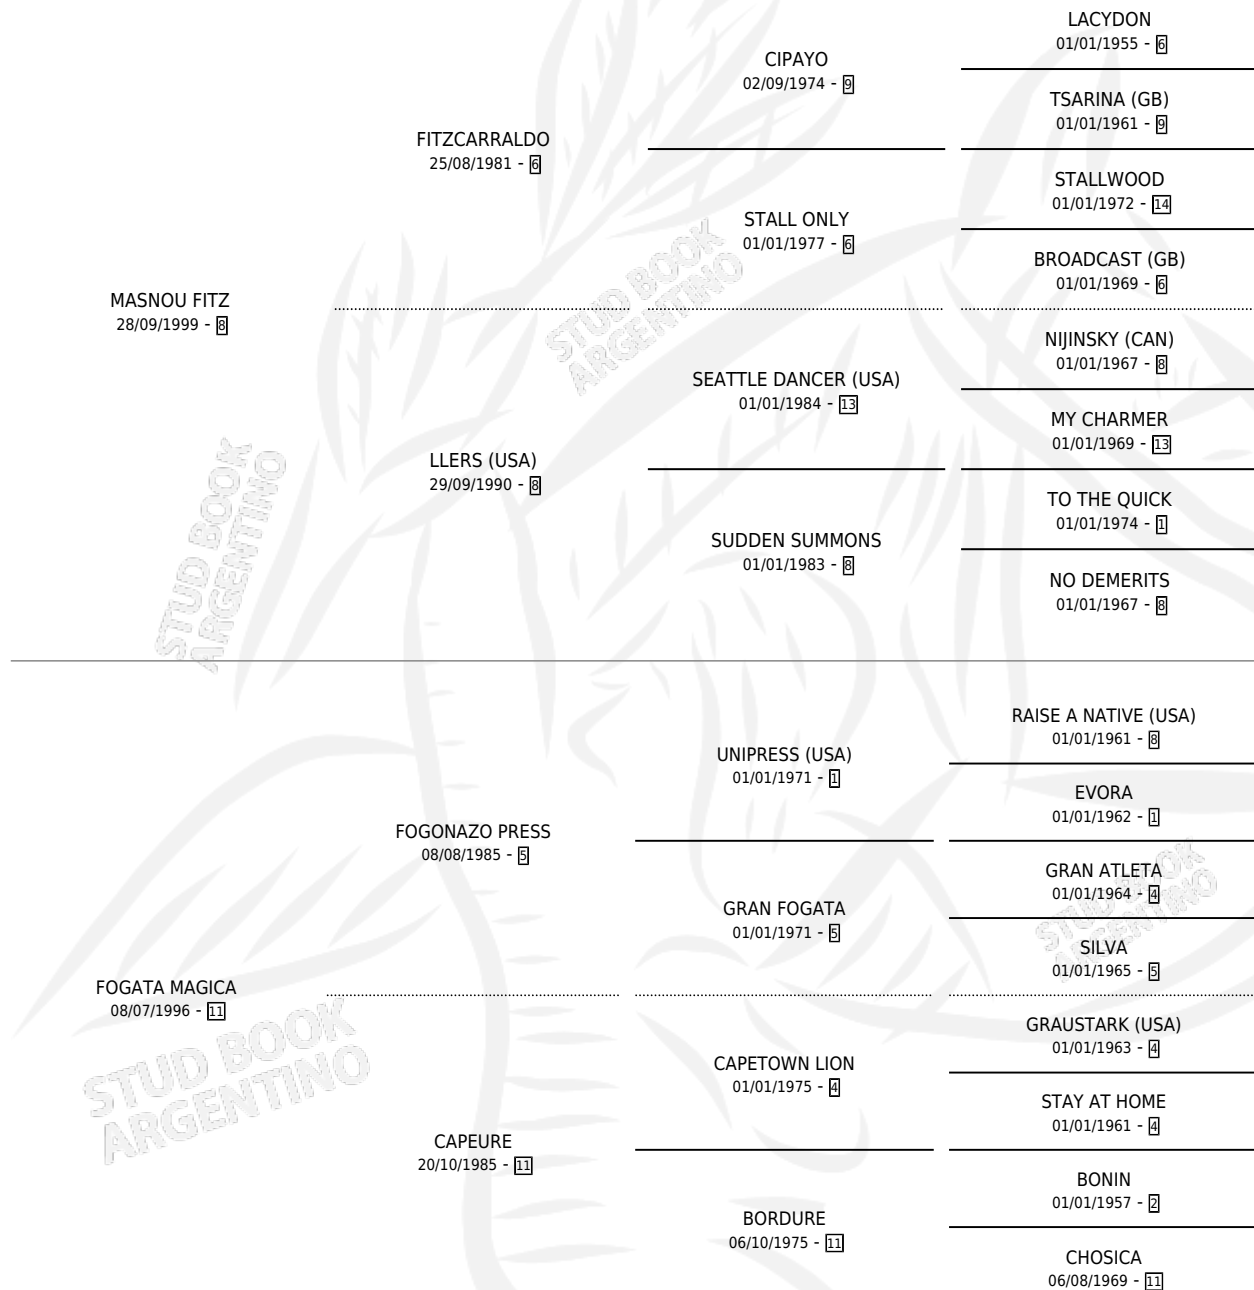 LACYDON
01/01/1955 - 6
CIPAYO
02/09/1974 - 9
TSARINA (GB)
01/01/1961 - 9
FITZCARRALDO
25/08/1981 - 6
STALLWOOD
01/01/1972 - 14
STALL ONLY
01/01/1977 - 6
BROADCAST (GB)
01/01/1969 - 6
MASNOU FITZ
28/09/1999 - 8
STUD BOOK
ARGENTINO
NIJINSKY (CAN)
01/01/1967 - 8
SEATTLE DANCER (USA)
01/01/1984 - 13
MY CHARMER
01/01/1969 - 13
LLERS (USA)
29/09/1990 - 8
TO THE QUICK
01/01/1974 - 1
SUDDEN SUMMONS
01/01/1983 - 8
NO DEMERITS
01/01/1967 - 8
STUD BOOK
ARGENTINO
RAISE A NATIVE (USA)
01/01/1961 - 8
UNIPRESS (USA)
01/01/1971 - 1
EVORA
01/01/1962 - 1
FOGONAZO PRESS
08/08/1985 - 5
GRAN ATLETA
01/01/1964 - 4
GRAN FOGATA
01/01/1971 - 5
SILVA
01/01/1965 - 5
STUD BOOK
ARGENTINO
FOGATA MAGICA
08/07/1996 - 11
GRAUSTARK (USA)
01/01/1963 - 4
CAPETOWN LION
01/01/1975 - 4
STAY AT HOME
01/01/1961 - 4
STUD BOOK
ARGENTINO
CAPEURE
20/10/1985 - 11
BONIN
01/01/1957 - 2
BORDURE
06/10/1975 - 11
CHOSICA
06/08/1969 - 11